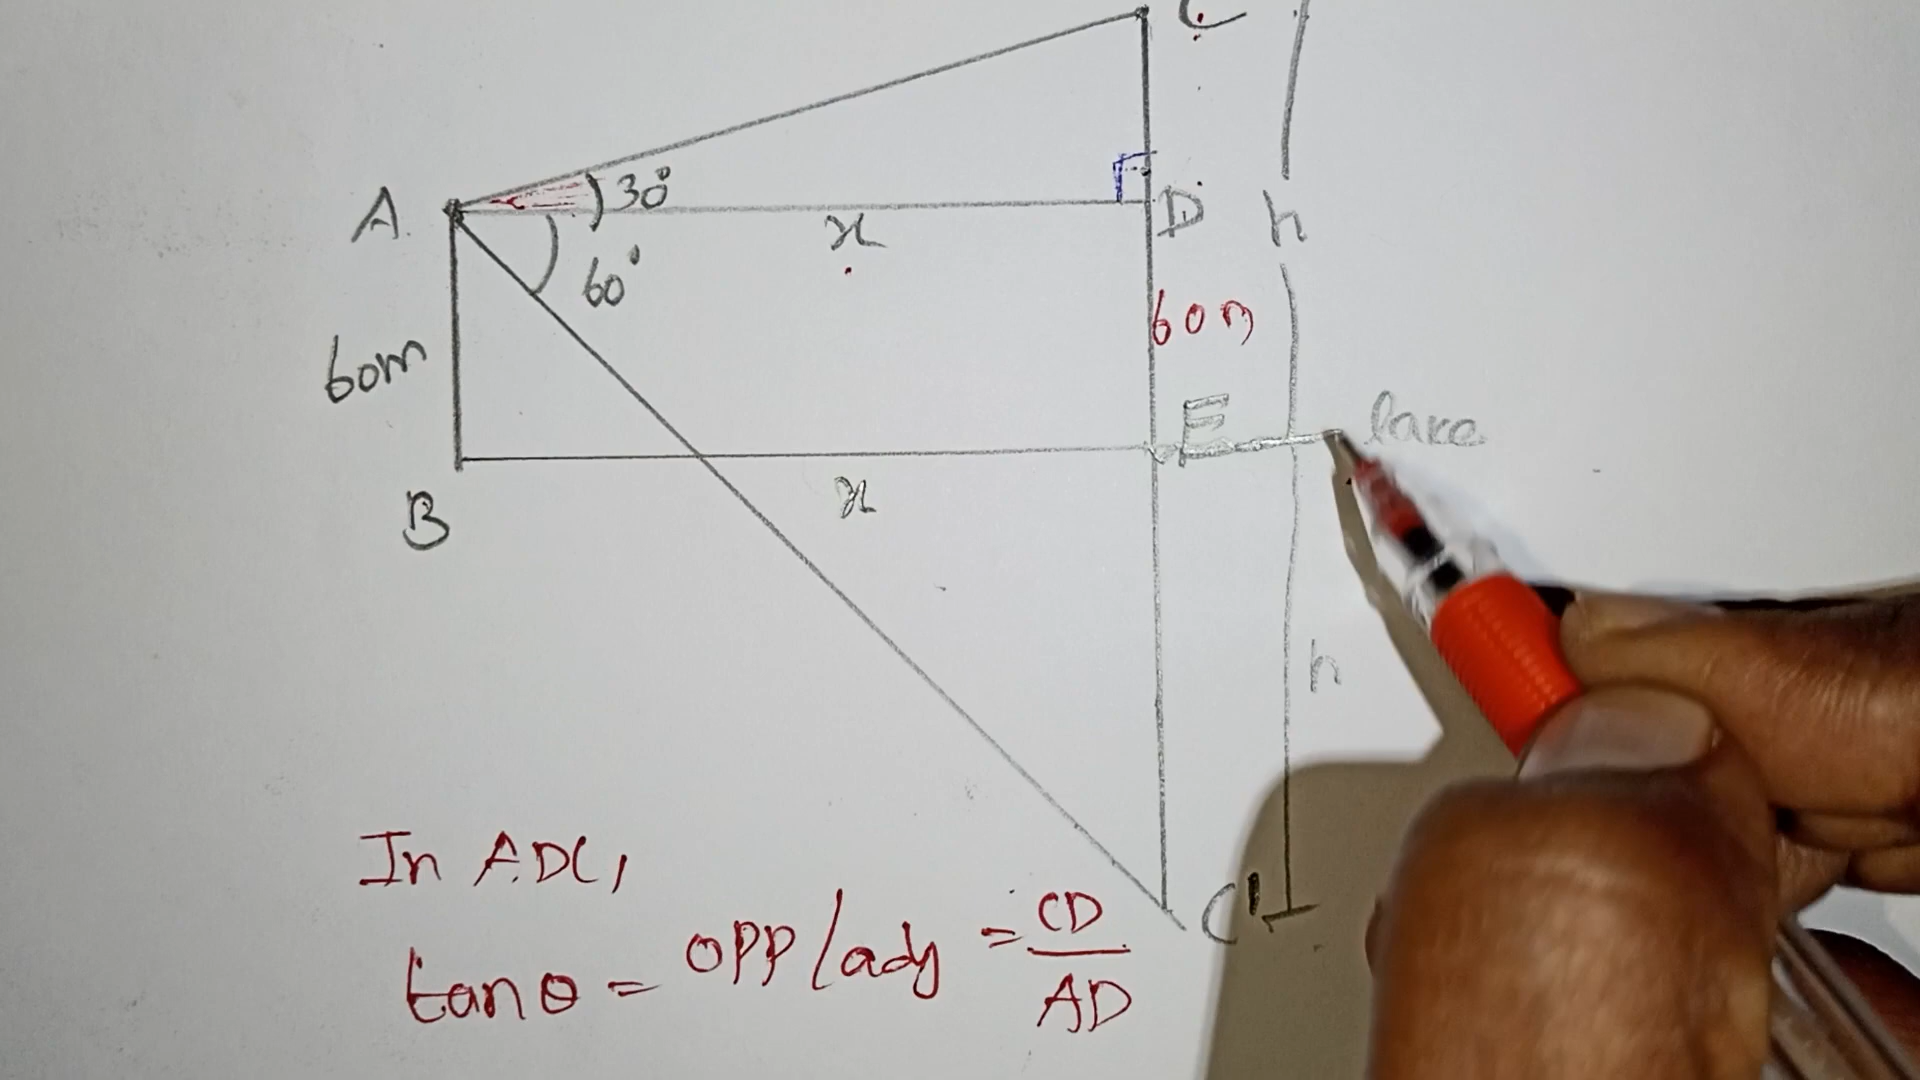 C
A.
30°
x
D
h
60°
60m
60m
E
lake
x
B
h
In ADC,
C'
tanθ = opp/adj = CD
AD